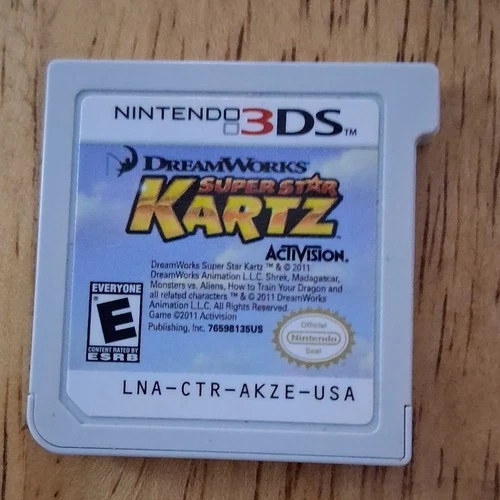 NINTENDO 3DS™
DREAMWORKS
SUPER STAR
KARTZ™
ACTIVISION.
DreamWorks Super Star Kartz ™ & © 2011
DreamWorks Animation L.L.C. Shrek, Madagascar,
Monsters vs. Aliens, How to Train Your Dragon and
all related characters ™ & © 2011 DreamWorks
Animation L.L.C. All Rights Reserved.
Game ©2011 Activision
Publishing, Inc. 76598135US
EVERYONE
E
CONTENT RATED BY
ESRB
Official
Nintendo
Seal
LNA-CTR-AKZE-USA